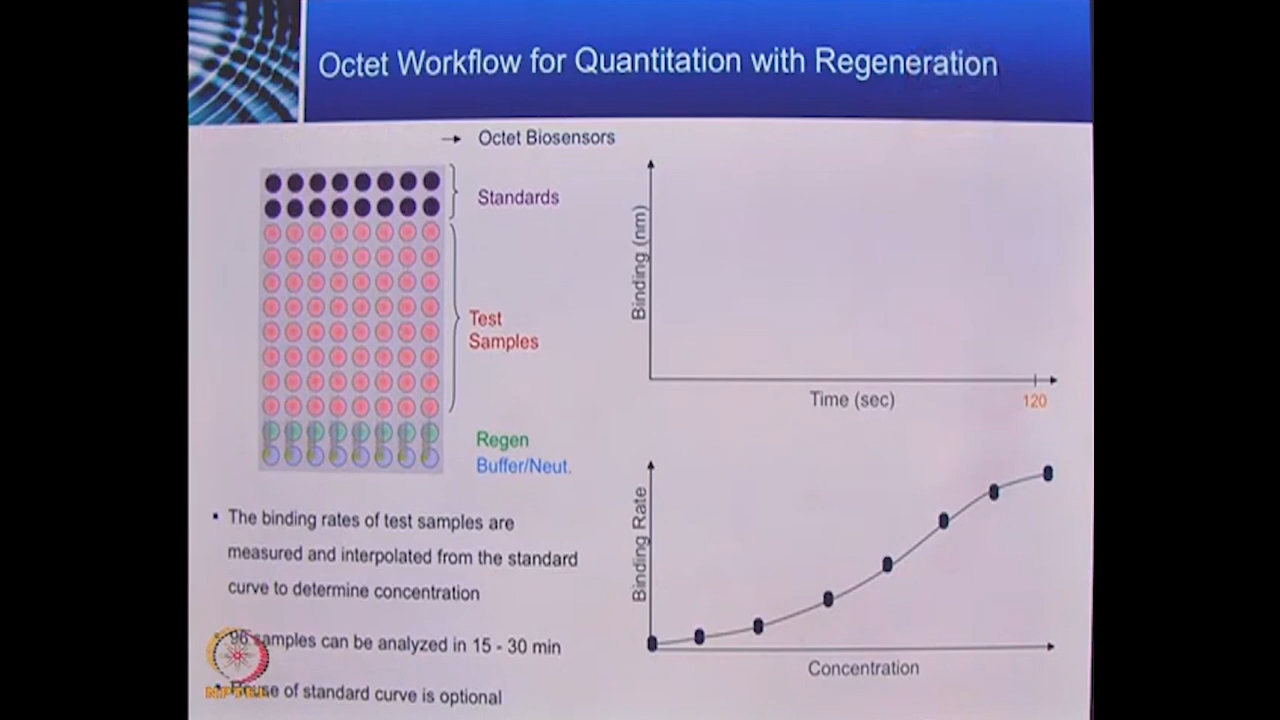 Octet Workflow for Quantitation with Regeneration
Octet Biosensors
Standards
Test
Samples
Regen
Buffer/Neut.
Binding (nm)
Time (sec)
120
Binding Rate
Concentration
▪ The binding rates of test samples are
measured and interpolated from the standard
curve to determine concentration
96 samples can be analyzed in 15 - 30 min
of standard curve is optional
NPTEL